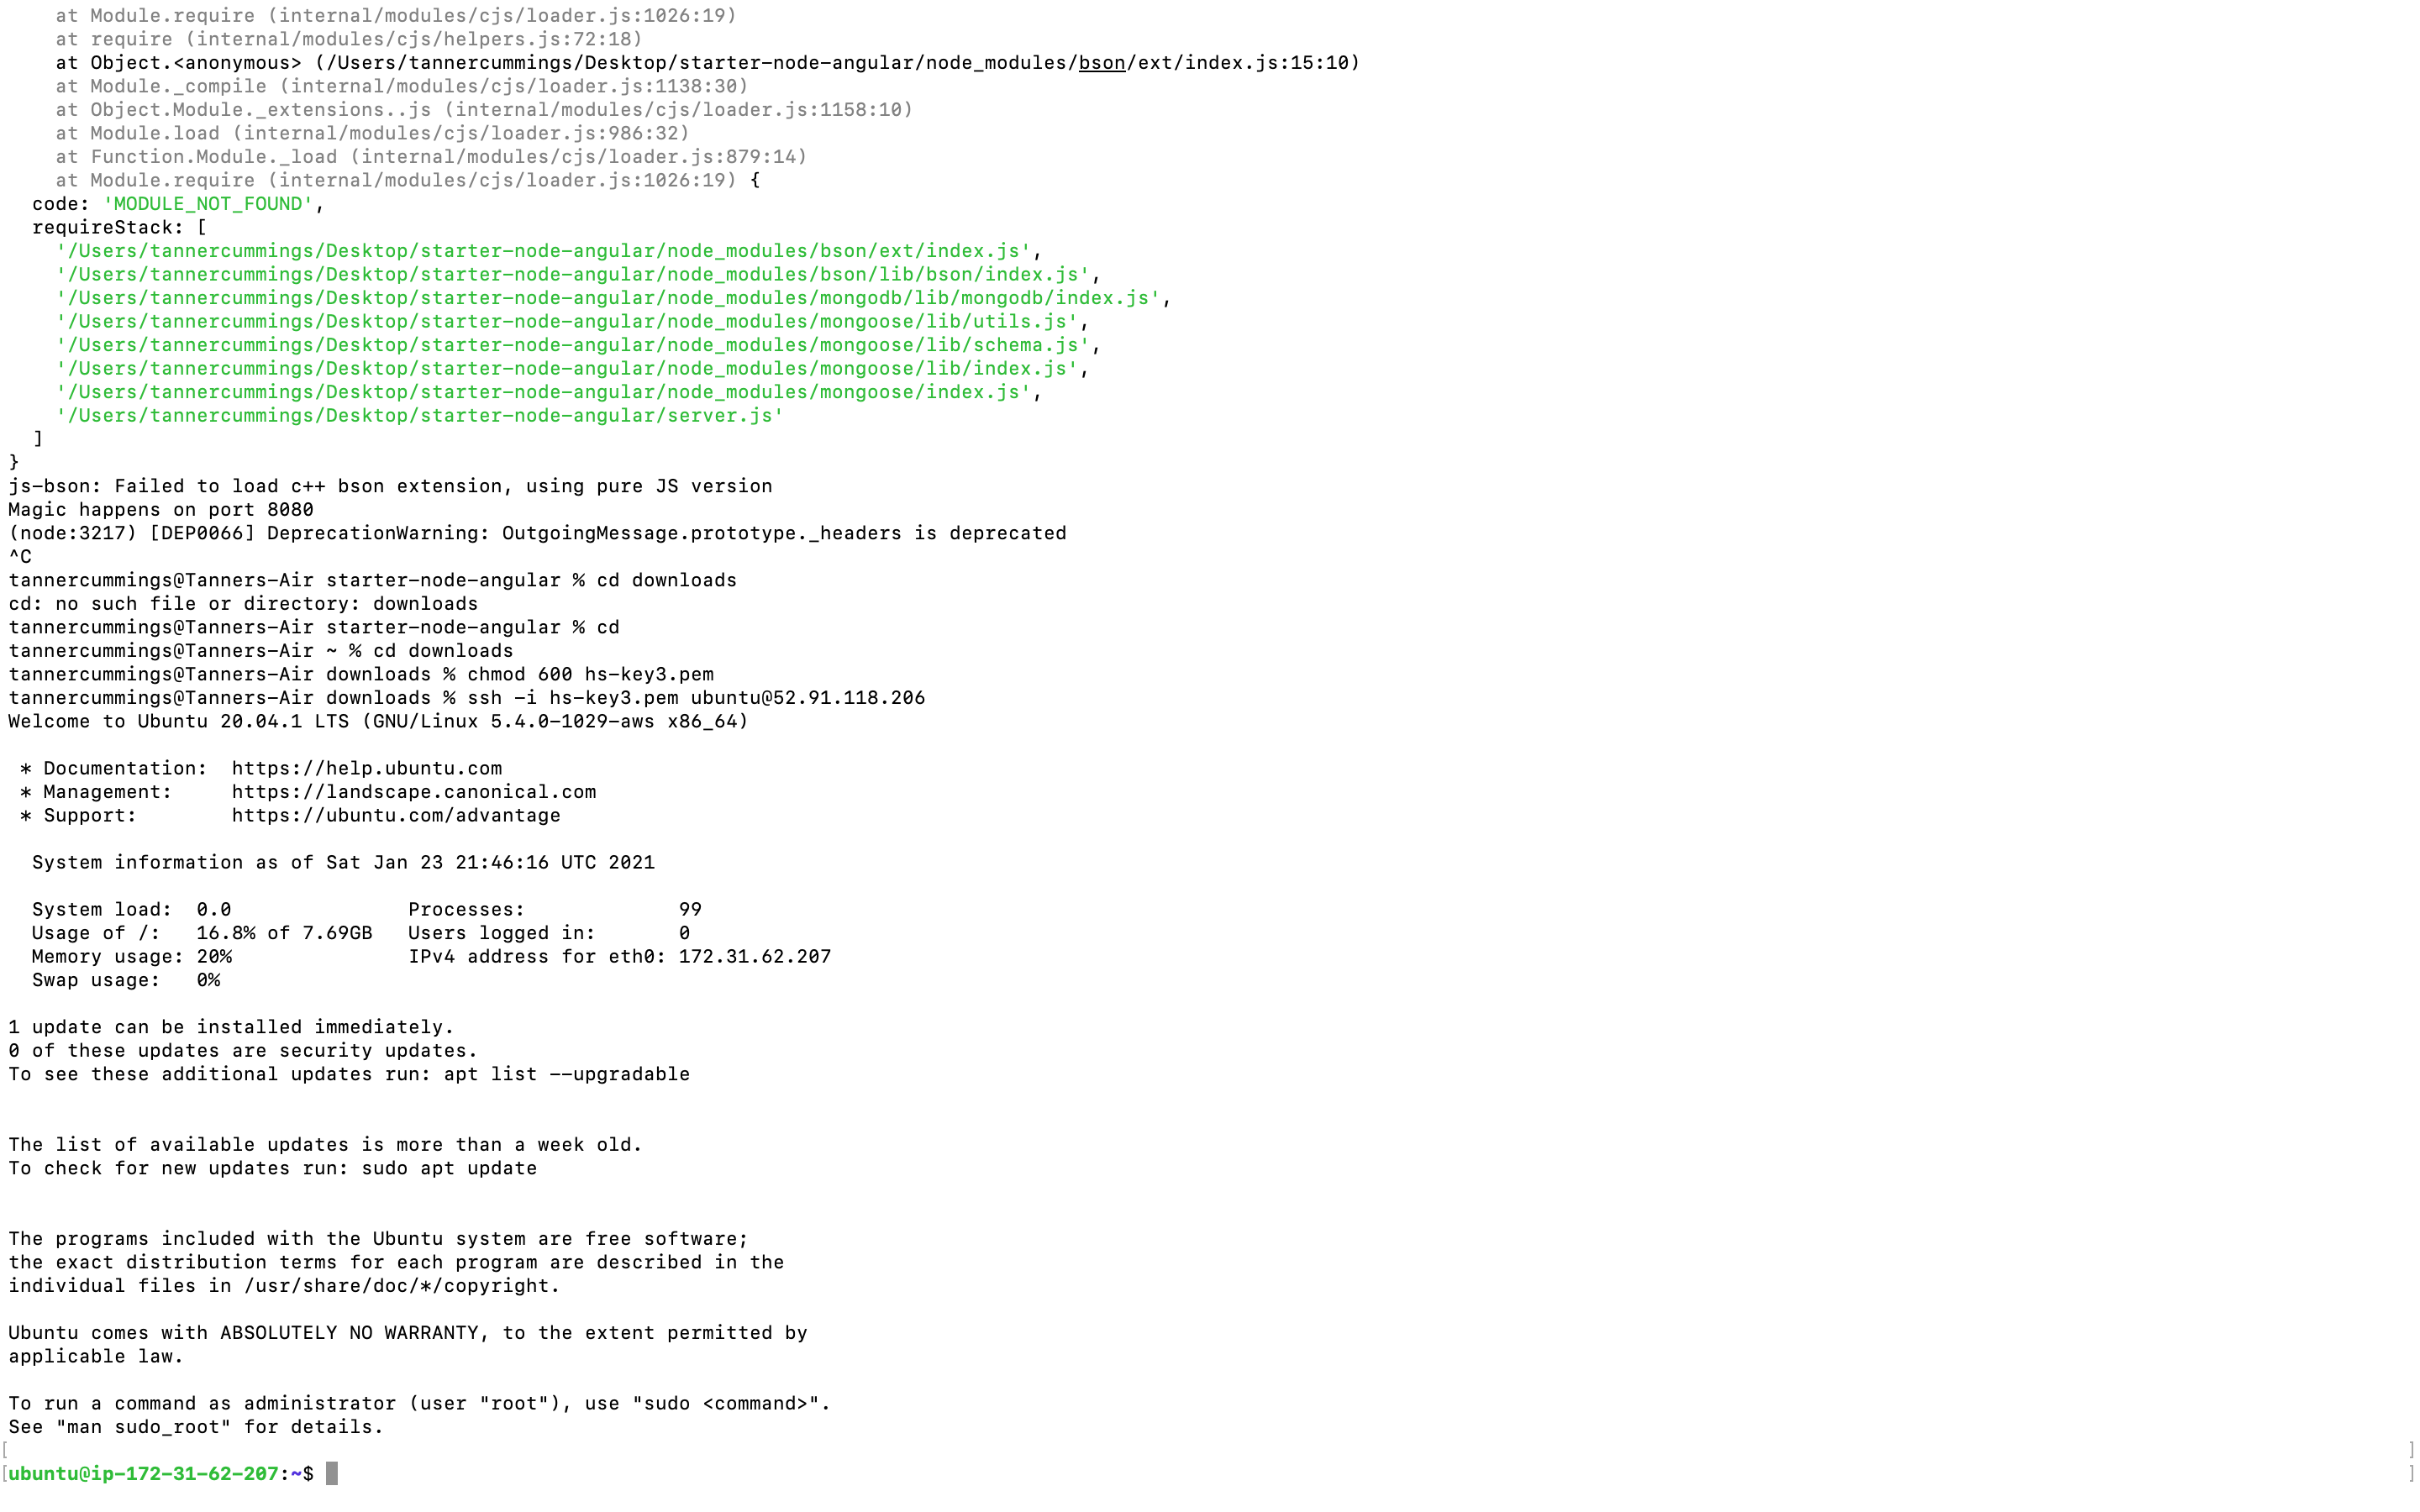 at Module.require (internal/modules/cjs/loader.js:1026:19)
    at require (internal/modules/cjs/helpers.js:72:18)
    at Object.<anonymous> (/Users/tannercummings/Desktop/starter-node-angular/node_modules/bson/ext/index.js:15:10)
    at Module._compile (internal/modules/cjs/loader.js:1138:30)
    at Object.Module._extensions..js (internal/modules/cjs/loader.js:1158:10)
    at Module.load (internal/modules/cjs/loader.js:986:32)
    at Function.Module._load (internal/modules/cjs/loader.js:879:14)
    at Module.require (internal/modules/cjs/loader.js:1026:19) {
  code: 'MODULE_NOT_FOUND',
  requireStack: [
    '/Users/tannercummings/Desktop/starter-node-angular/node_modules/bson/ext/index.js',
    '/Users/tannercummings/Desktop/starter-node-angular/node_modules/bson/lib/bson/index.js',
    '/Users/tannercummings/Desktop/starter-node-angular/node_modules/mongodb/lib/mongodb/index.js',
    '/Users/tannercummings/Desktop/starter-node-angular/node_modules/mongoose/lib/utils.js',
    '/Users/tannercummings/Desktop/starter-node-angular/node_modules/mongoose/lib/schema.js',
    '/Users/tannercummings/Desktop/starter-node-angular/node_modules/mongoose/lib/index.js',
    '/Users/tannercummings/Desktop/starter-node-angular/node_modules/mongoose/index.js',
    '/Users/tannercummings/Desktop/starter-node-angular/server.js'
  ]
}
js-bson: Failed to load c++ bson extension, using pure JS version
Magic happens on port 8080
(node:3217) [DEP0066] DeprecationWarning: OutgoingMessage.prototype._headers is deprecated
^C
tannercummings@Tanners-Air starter-node-angular % cd downloads
cd: no such file or directory: downloads
tannercummings@Tanners-Air starter-node-angular % cd
tannercummings@Tanners-Air ~ % cd downloads
tannercummings@Tanners-Air downloads % chmod 600 hs-key3.pem
tannercummings@Tanners-Air downloads % ssh -i hs-key3.pem ubuntu@52.91.118.206
Welcome to Ubuntu 20.04.1 LTS (GNU/Linux 5.4.0-1029-aws x86_64)

 * Documentation:  https://help.ubuntu.com
 * Management:     https://landscape.canonical.com
 * Support:        https://ubuntu.com/advantage

  System information as of Sat Jan 23 21:46:16 UTC 2021

  System load:  0.0               Processes:             99
  Usage of /:   16.8% of 7.69GB   Users logged in:       0
  Memory usage: 20%               IPv4 address for eth0: 172.31.62.207
  Swap usage:   0%

1 update can be installed immediately.
0 of these updates are security updates.
To see these additional updates run: apt list --upgradable


The list of available updates is more than a week old.
To check for new updates run: sudo apt update


The programs included with the Ubuntu system are free software;
the exact distribution terms for each program are described in the
individual files in /usr/share/doc/*/copyright.

Ubuntu comes with ABSOLUTELY NO WARRANTY, to the extent permitted by
applicable law.

To run a command as administrator (user "root"), use "sudo <command>".
See "man sudo_root" for details.
[ ]
[ubuntu@ip-172-31-62-207:~$ ]